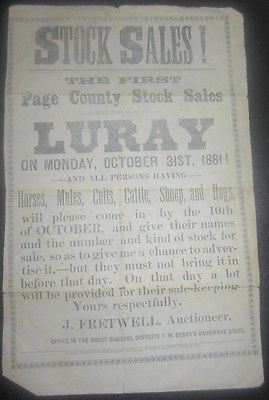 STOCK SALES!
THE FIRST
Page County Stock Sales
LURAY
ON MONDAY, OCTOBER 31ST, 1881!
AND ALL PERSONS HAVING
Horses, Mules, Colts, Cattle, Sheep, and Hogs,
will please come in by the 10th
of OCTOBER, and give their names
and the number and kind of stock for
sale, so as to give me a chance to adver-
tise it,—but they must not bring it in
before that day. On that day a lot
will be provided for their safe-keeping.
Yours respectfully,
J. FRETWELL, Auctioneer,
OFFICE IN THE SMOOT BUILDING, OPPOSITE F. W. BERRY'S HARDWARE STORE.